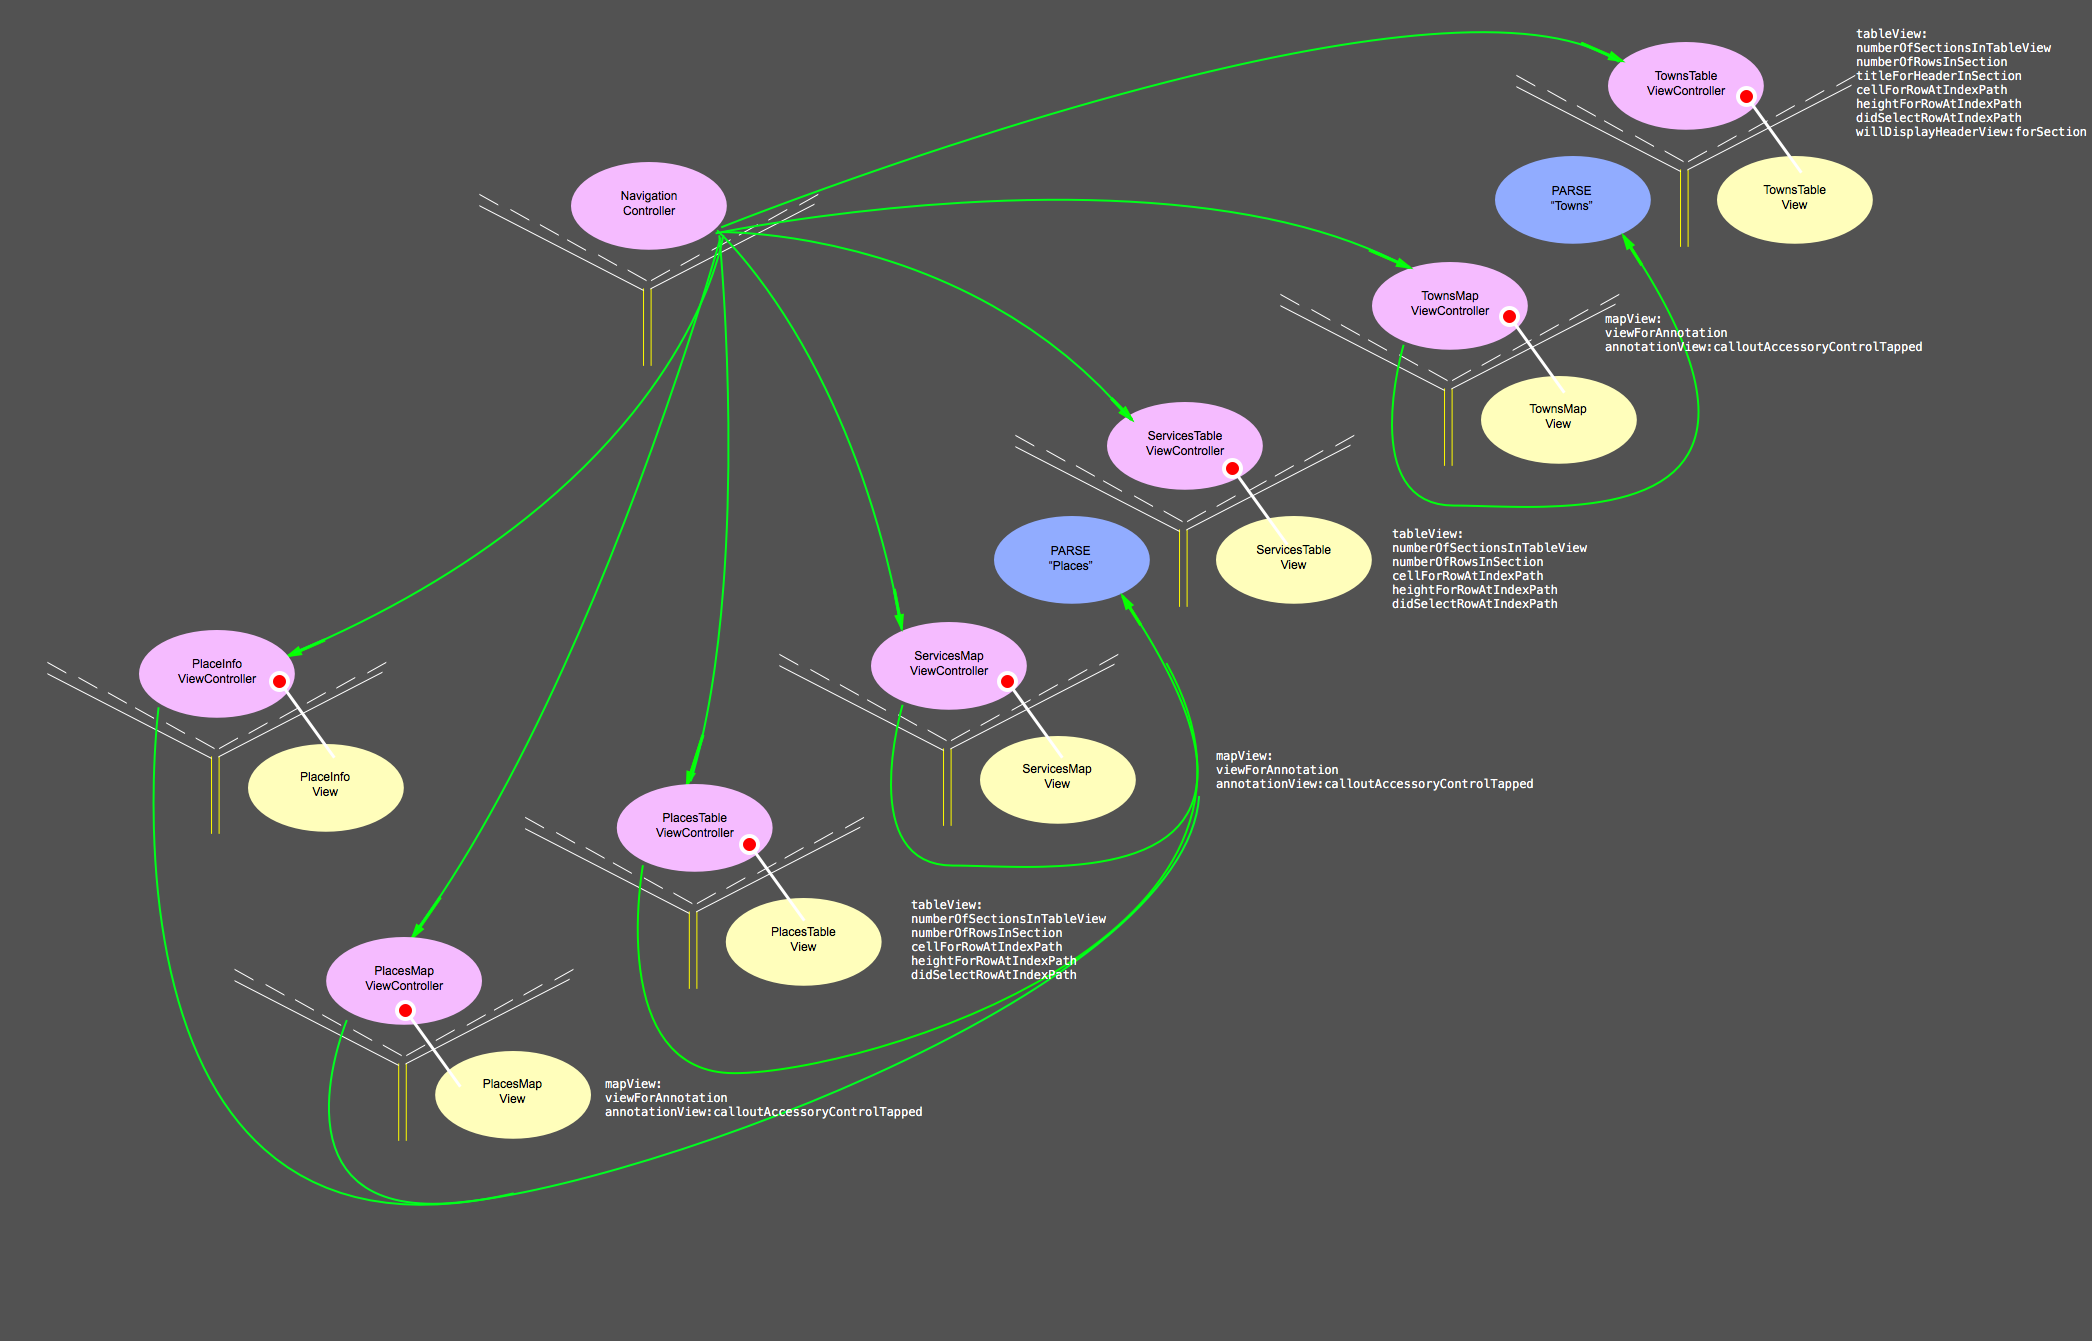 tableView:
numberOfSectionsInTableView
numberOfRowsInSection
titleForHeaderInSection
cellForRowAtIndexPath
heightForRowAtIndexPath
didSelectRowAtIndexPath
willDisplayHeaderView:forSection
TownsTable
ViewController
PARSE
“Towns”
TownsTable
View
Navigation
Controller
TownsMap
ViewController
mapView:
viewForAnnotation
annotationView:calloutAccessoryControlTapped
TownsMap
View
ServicesTable
ViewController
PARSE
“Places”
ServicesTable
View
tableView:
numberOfSectionsInTableView
numberOfRowsInSection
cellForRowAtIndexPath
heightForRowAtIndexPath
didSelectRowAtIndexPath
PlaceInfo
ViewController
PlaceInfo
View
ServicesMap
ViewController
ServicesMap
View
mapView:
viewForAnnotation
annotationView:calloutAccessoryControlTapped
PlacesTable
ViewController
PlacesTable
View
tableView:
numberOfSectionsInTableView
numberOfRowsInSection
cellForRowAtIndexPath
heightForRowAtIndexPath
didSelectRowAtIndexPath
PlacesMap
ViewController
PlacesMap
View
mapView:
viewForAnnotation
annotationView:calloutAccessoryControlTapped